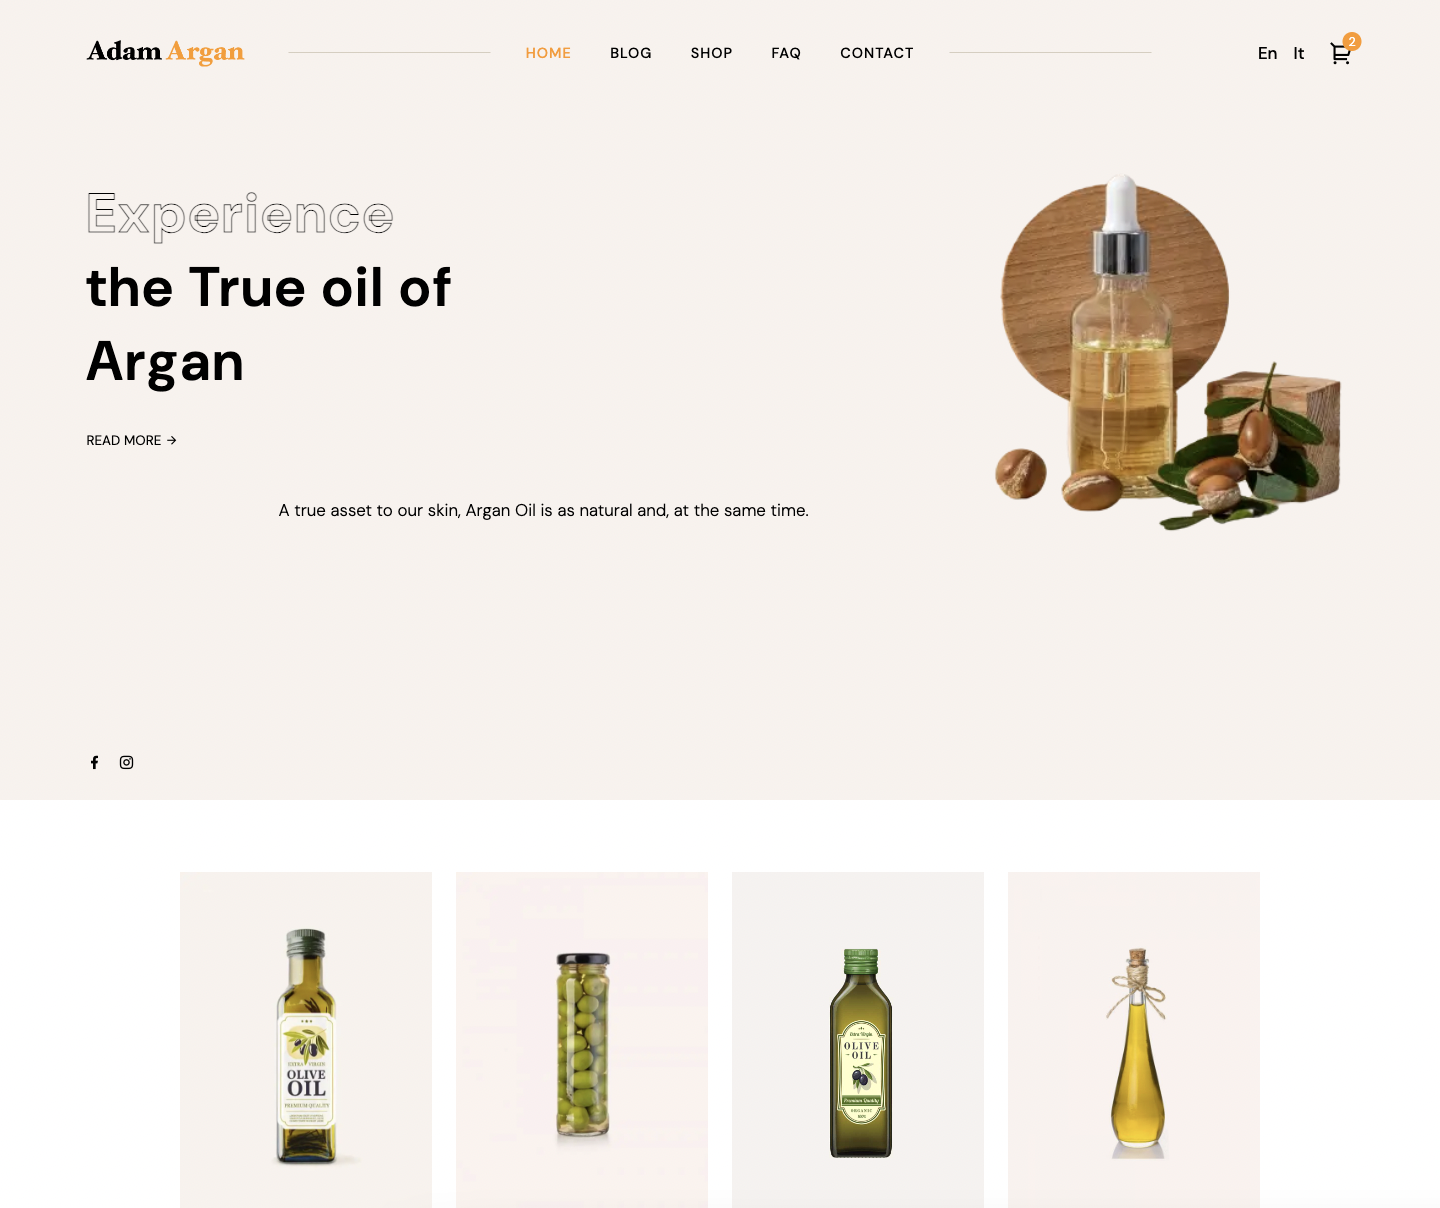 Adam Argan
HOME BLOG SHOP FAQ CONTACT
En It
2
Experience
the True oil of
Argan
READ MORE →
A true asset to our skin, Argan Oil is as natural and, at the same time.
EXTRA VIRGIN
OLIVE
OIL
PREMIUM QUALITY
Extra Virgin
OLIVE
OIL
Premium Quality
ORGANIC